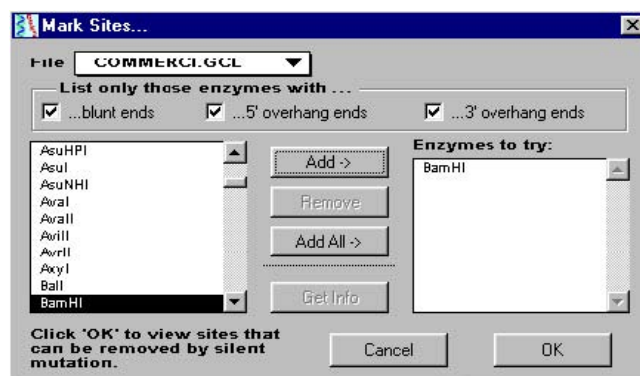 Mark Sites...
File COMMERCI.GCL
List only those enzymes with ...
...blunt ends ...5' overhang ends ...3' overhang ends
AsuHPI
AsuI
AsuNHI
AvaI
AvaII
AviII
AvrII
AxyI
BalI
BamHI
Add ->
Remove
Add All ->
Get Info
Enzymes to try:
BamHI
Click 'OK' to view sites that
can be removed by silent
mutation.
Cancel
OK